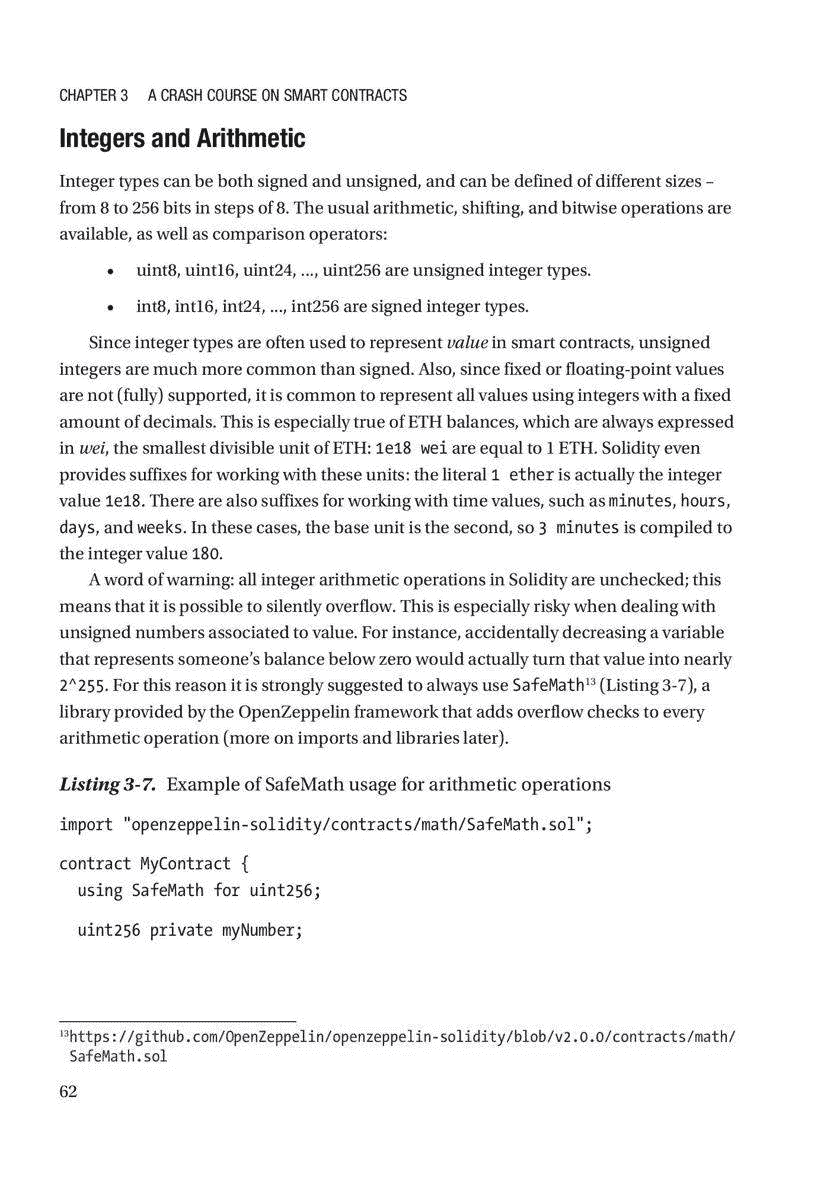 CHAPTER 3 A CRASH COURSE ON SMART CONTRACTS
Integers and Arithmetic
Integer types can be both signed and unsigned, and can be defined of different sizes –
from 8 to 256 bits in steps of 8. The usual arithmetic, shifting, and bitwise operations are
available, as well as comparison operators:
• uint8, uint16, uint24, ..., uint256 are unsigned integer types.
• int8, int16, int24, ..., int256 are signed integer types.
Since integer types are often used to represent value in smart contracts, unsigned
integers are much more common than signed. Also, since fixed or floating-point values
are not (fully) supported, it is common to represent all values using integers with a fixed
amount of decimals. This is especially true of ETH balances, which are always expressed
in wei, the smallest divisible unit of ETH: 1e18 wei are equal to 1 ETH. Solidity even
provides suffixes for working with these units: the literal 1 ether is actually the integer
value 1e18. There are also suffixes for working with time values, such as minutes, hours,
days, and weeks. In these cases, the base unit is the second, so 3 minutes is compiled to
the integer value 180.
A word of warning: all integer arithmetic operations in Solidity are unchecked; this
means that it is possible to silently overflow. This is especially risky when dealing with
unsigned numbers associated to value. For instance, accidentally decreasing a variable
that represents someone's balance below zero would actually turn that value into nearly
2^255. For this reason it is strongly suggested to always use SafeMath13 (Listing 3-7), a
library provided by the OpenZeppelin framework that adds overflow checks to every
arithmetic operation (more on imports and libraries later).
Listing 3-7. Example of SafeMath usage for arithmetic operations
import "openzeppelin-solidity/contracts/math/SafeMath.sol";
contract MyContract {
using SafeMath for uint256;
uint256 private myNumber;
13https://github.com/OpenZeppelin/openzeppelin-solidity/blob/v2.0.0/contracts/math/
SafeMath.sol
62